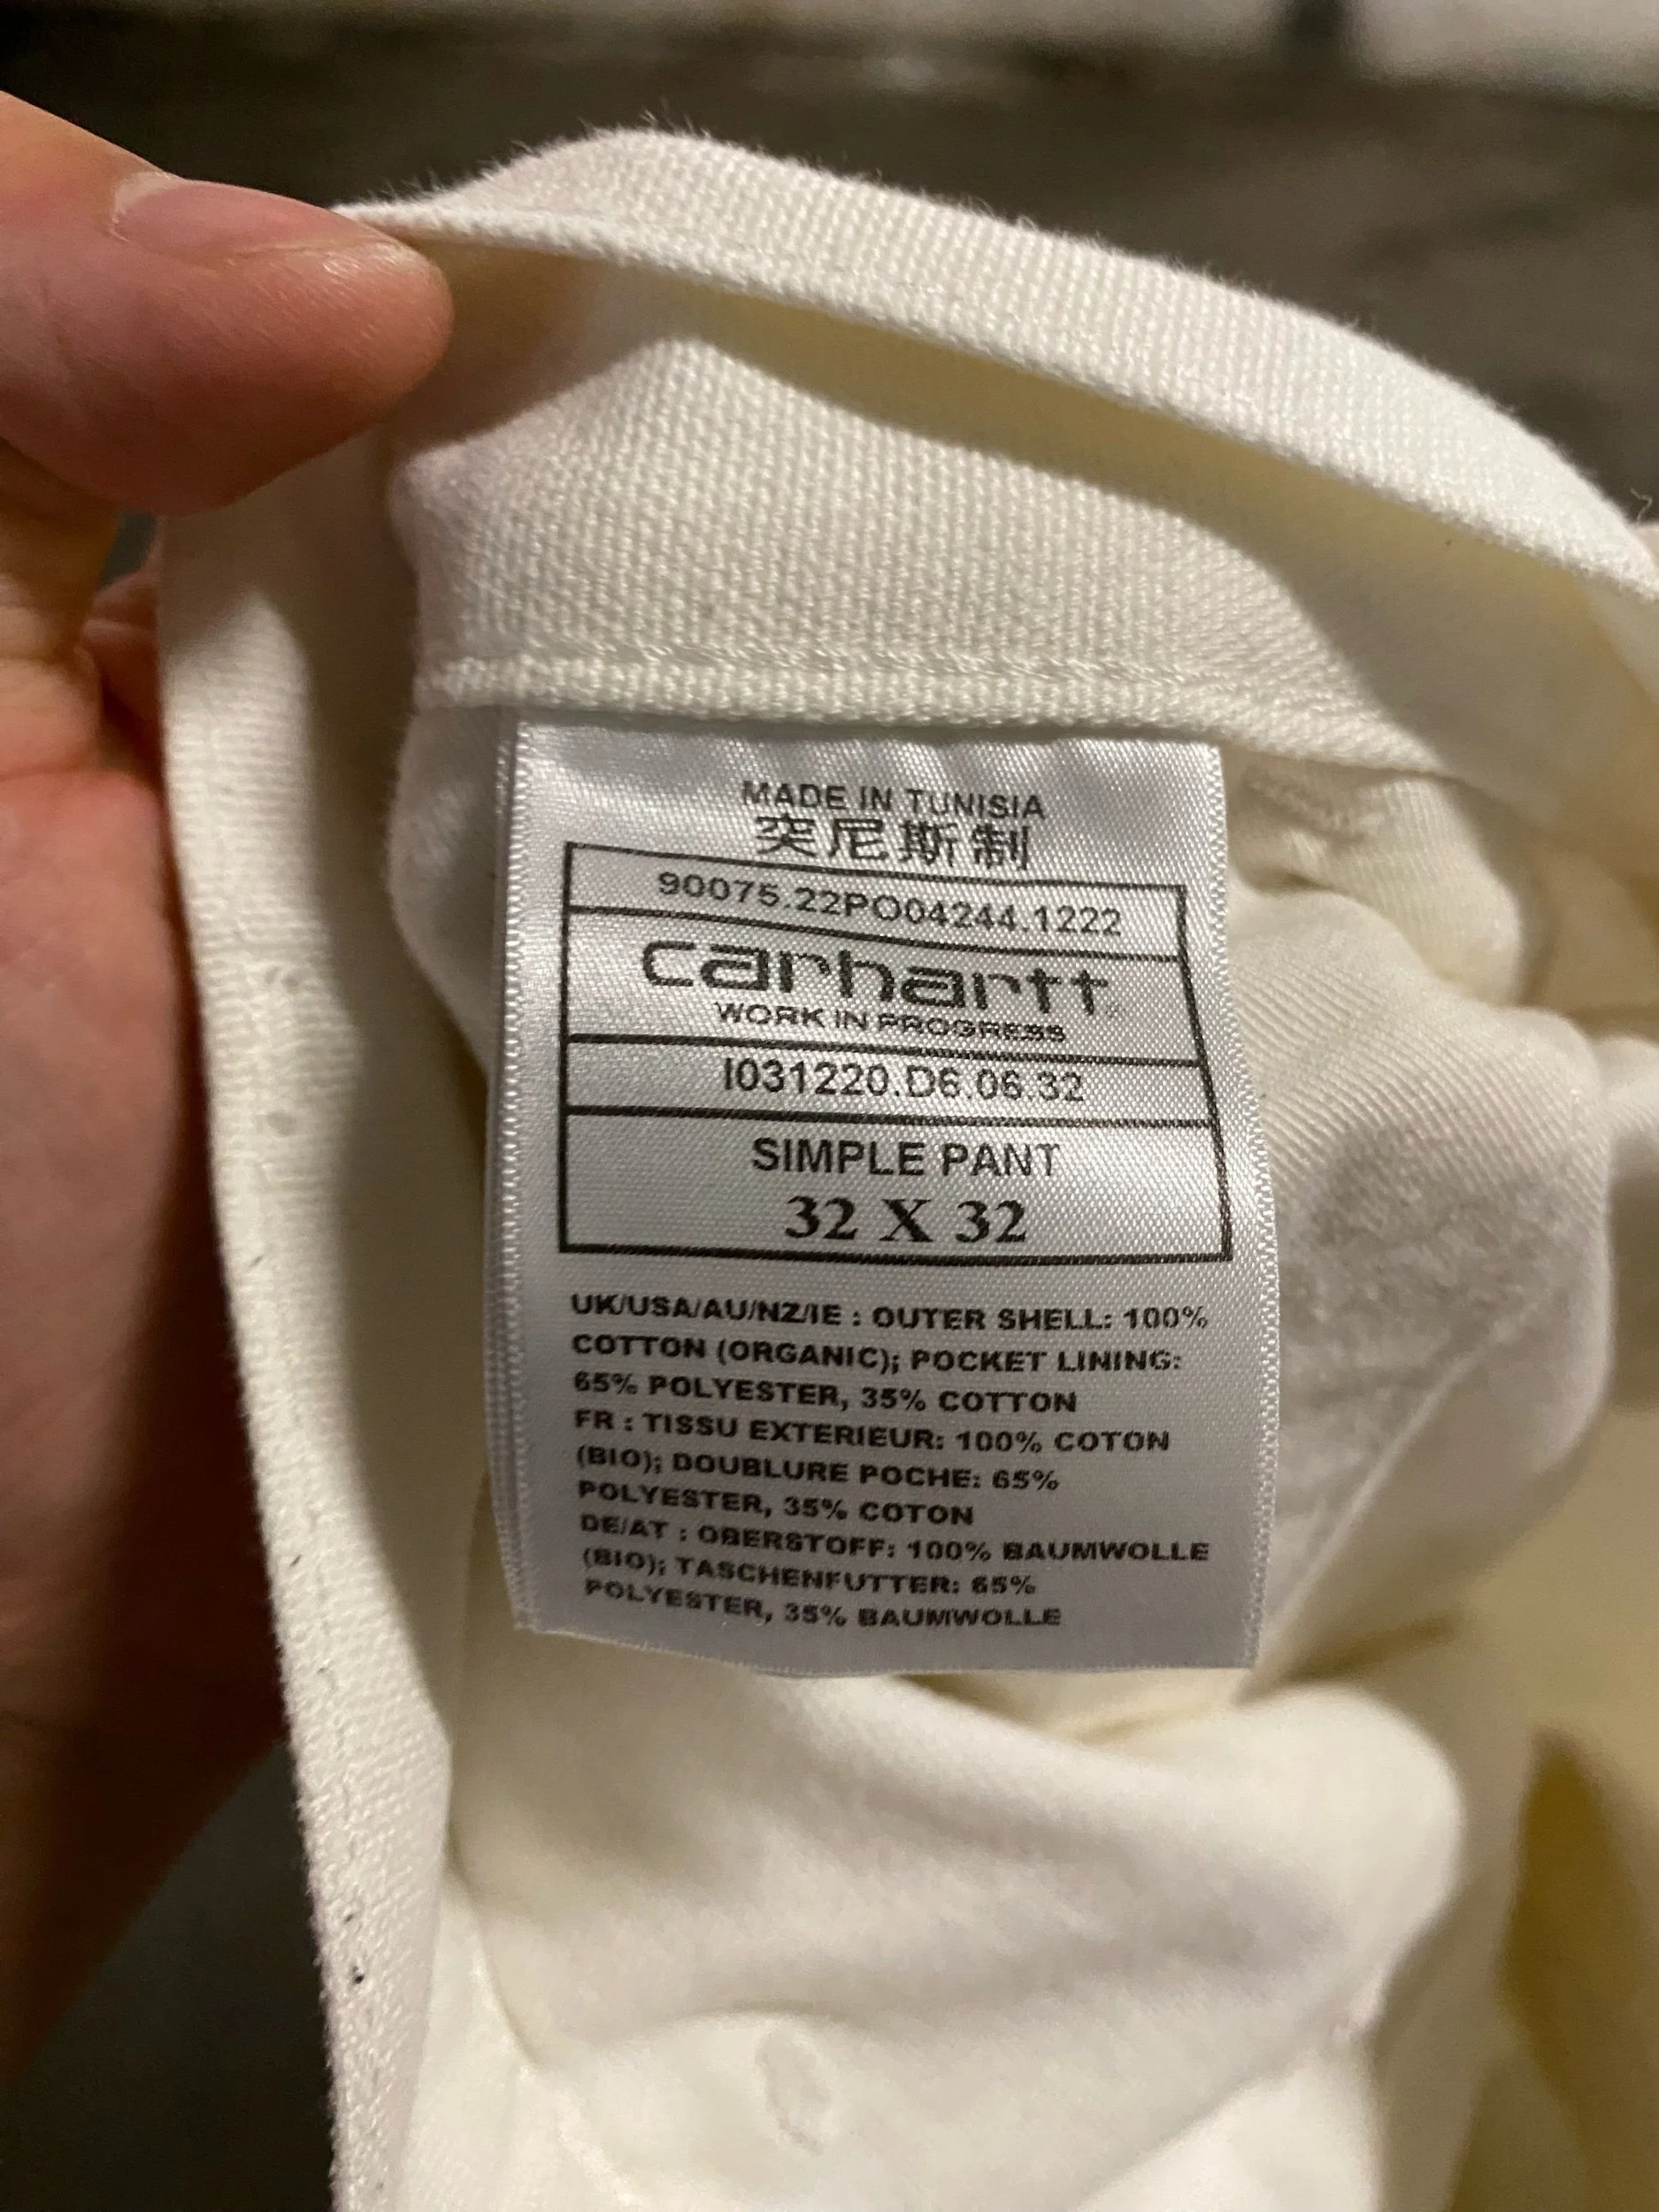 MADE IN TUNISIA
突尼斯制
90075.22PO04244.1222
carhartt
WORK IN PROGRESS
I031220.D6.06.32
SIMPLE PANT
32 X 32
UK/USA/AU/NZ/IE : OUTER SHELL: 100%
COTTON (ORGANIC); POCKET LINING:
65% POLYESTER, 35% COTTON
FR : TISSU EXTERIEUR: 100% COTON
(BIO); DOUBLURE POCHE: 65%
POLYESTER, 35% COTON
DE/AT : OBERSTOFF: 100% BAUMWOLLE
(BIO); TASCHENFUTTER: 65%
POLYESTER, 35% BAUMWOLLE